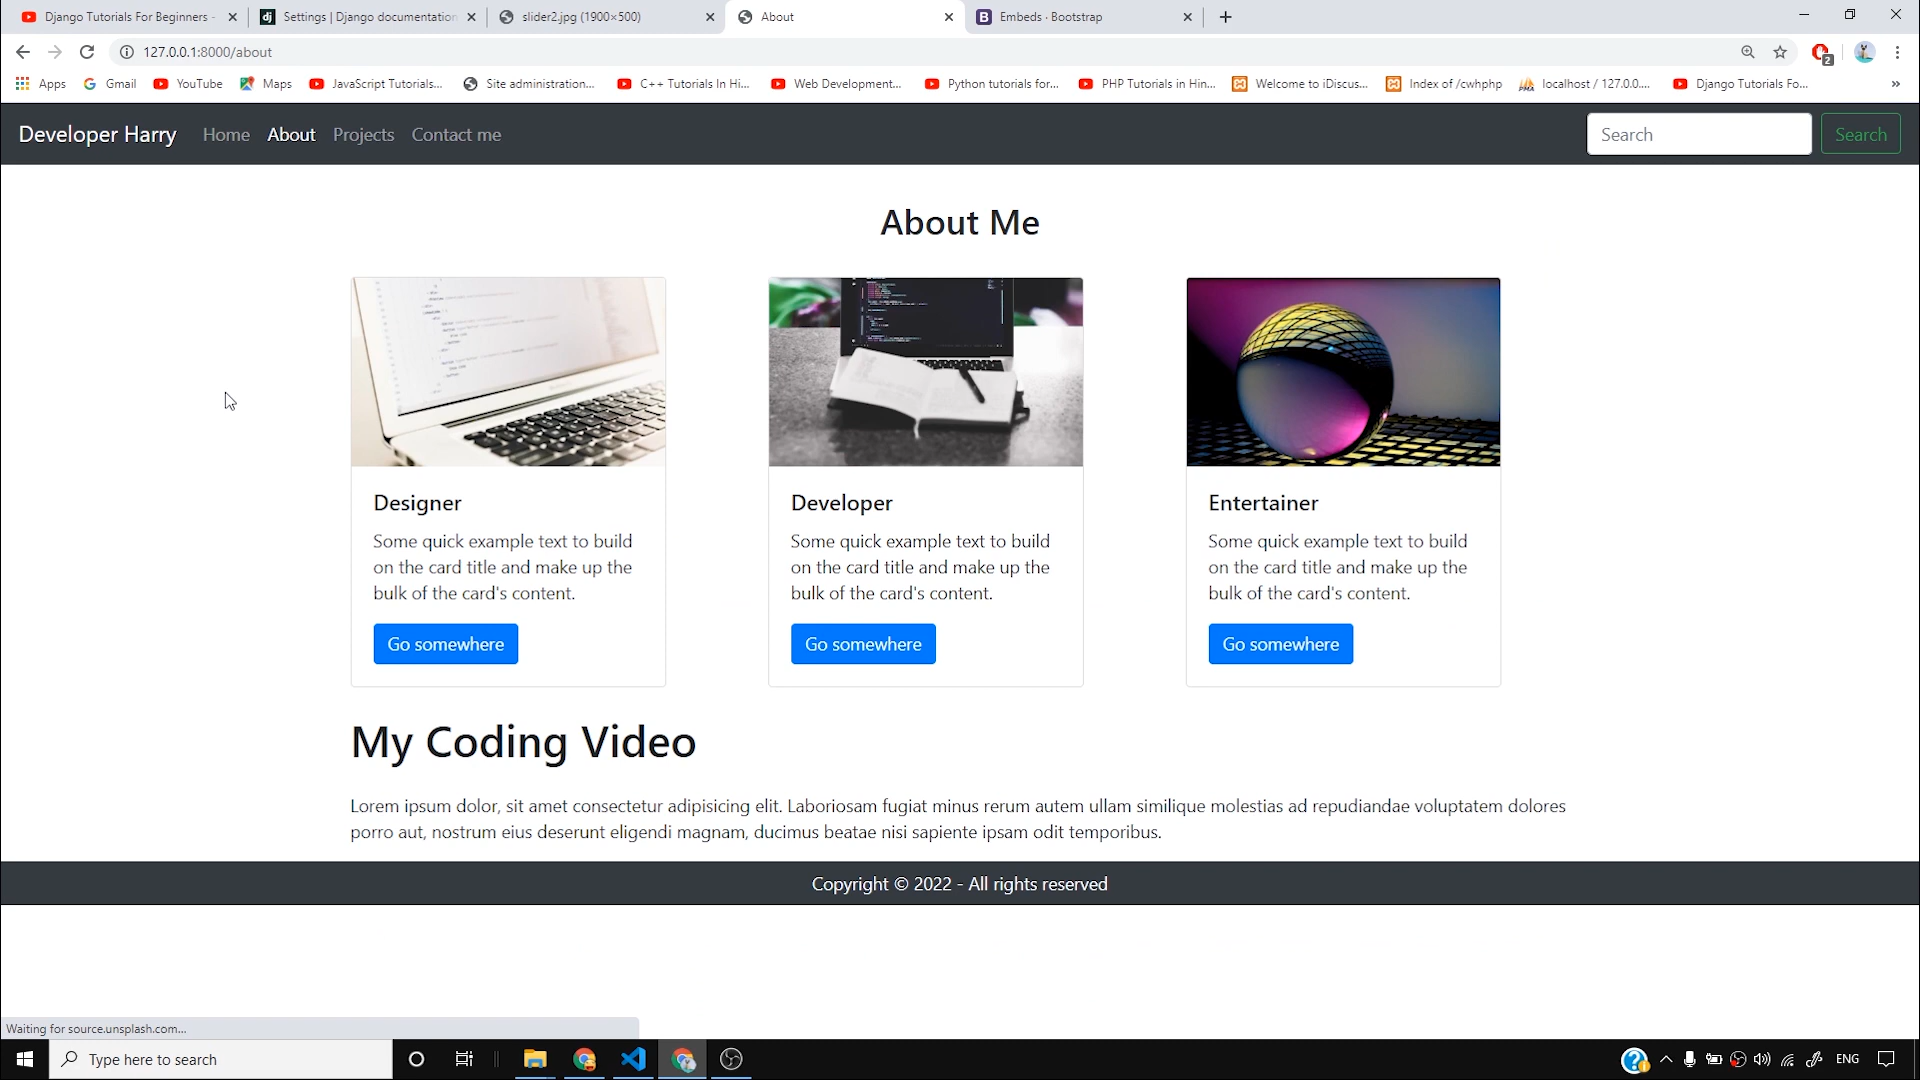 Django Tutorials For Beginners -
Settings | Django documentation
slider2.jpg (1900×500)
About
Embeds · Bootstrap
127.0.0.1:8000/about
2
Apps
Gmail
YouTube
Maps
JavaScript Tutorials...
Site administration...
C++ Tutorials In Hi...
Web Development...
Python tutorials for...
PHP Tutorials in Hin...
Welcome to iDiscus...
Index of /cwhphp
localhost / 127.0.0....
Django Tutorials Fo...
Developer Harry
Home
About
Projects
Contact me
Search
Search
About Me
Designer
Some quick example text to build
on the card title and make up the
bulk of the card's content.
Go somewhere
Developer
Some quick example text to build
on the card title and make up the
bulk of the card's content.
Go somewhere
Entertainer
Some quick example text to build
on the card title and make up the
bulk of the card's content.
Go somewhere
My Coding Video
Lorem ipsum dolor, sit amet consectetur adipisicing elit. Laboriosam fugiat minus rerum autem ullam similique molestias ad repudiandae voluptatem dolores
porro aut, nostrum eius deserunt eligendi magnam, ducimus beatae nisi sapiente ipsam odit temporibus.
Copyright © 2022 - All rights reserved
Waiting for source.unsplash.com...
Type here to search
ENG